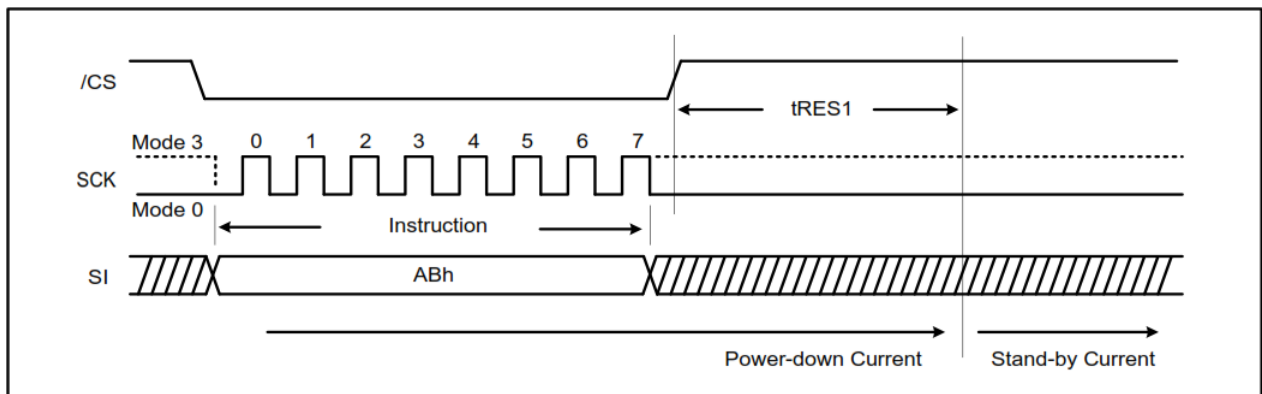 /CS
tRES1
Mode 3 0 1 2 3 4 5 6 7
SCK
Mode 0
Instruction
SI ABh
Power-down Current Stand-by Current